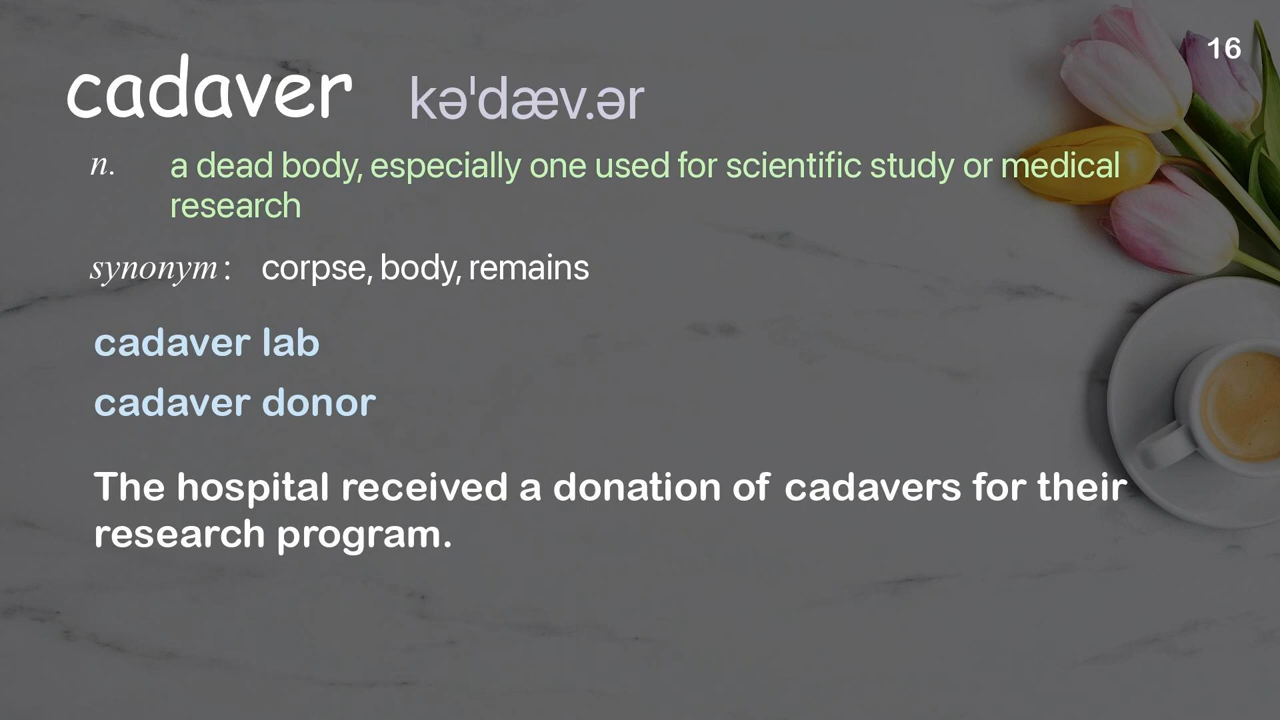 16
cadaver kəˈdæv.ər
n. a dead body, especially one used for scientific study or medical
research
synonym: corpse, body, remains
cadaver lab
cadaver donor
The hospital received a donation of cadavers for their
research program.